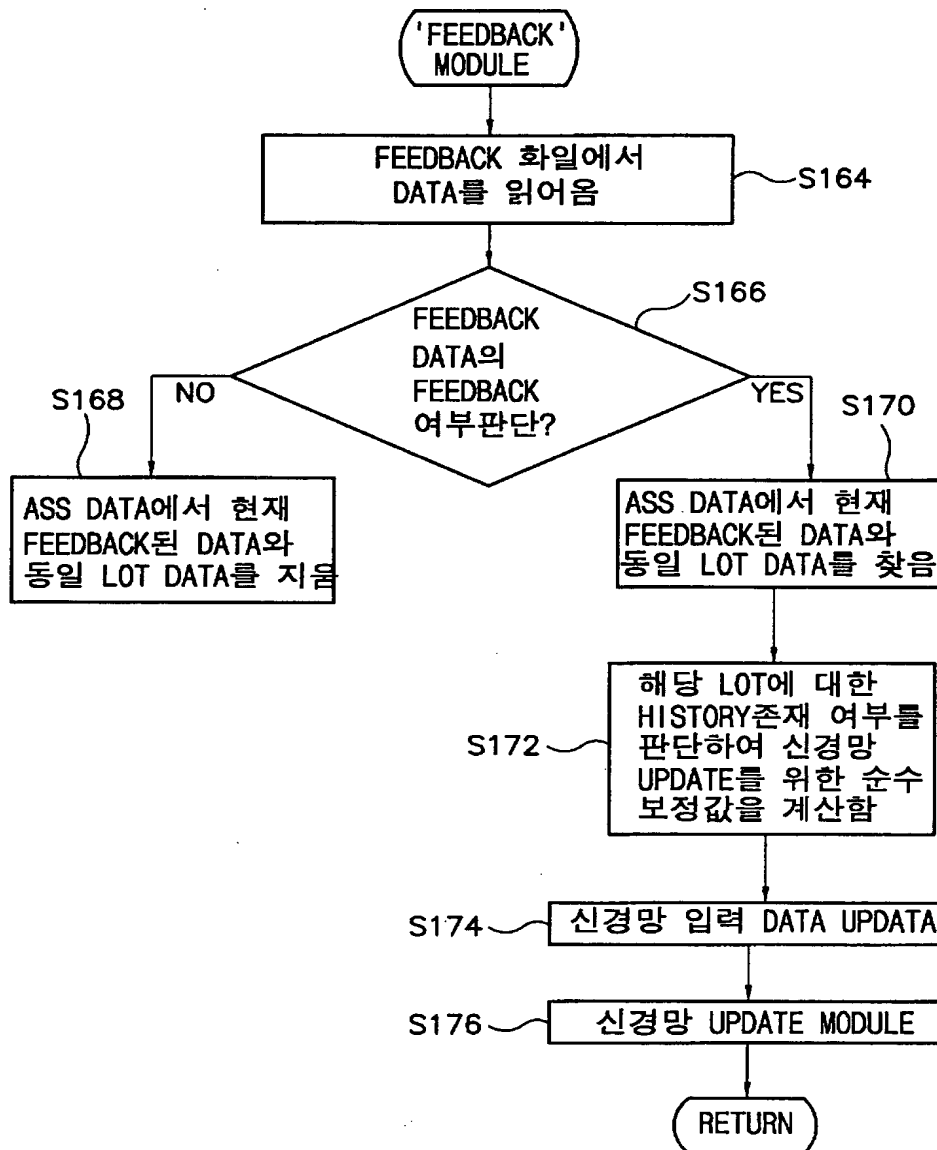 'FEEDBACK'
MODULE
FEEDBACK 화일에서
DATA를 읽어옴
S164
S166
FEEDBACK
DATA의
FEEDBACK
여부판단?
NO
YES
S168
S170
ASS DATA에서 현재
FEEDBACK된 DATA와
동일 LOT DATA를 지움
ASS DATA에서 현재
FEEDBACK된 DATA와
동일 LOT DATA를 찾음
해당 LOT에 대한
HISTORY존재 여부를
판단하여 신경망
UPDATE를 위한 순수
보정값을 계산함
S172
S174
신경망 입력 DATA UPDATA
S176
신경망 UPDATE MODULE
RETURN